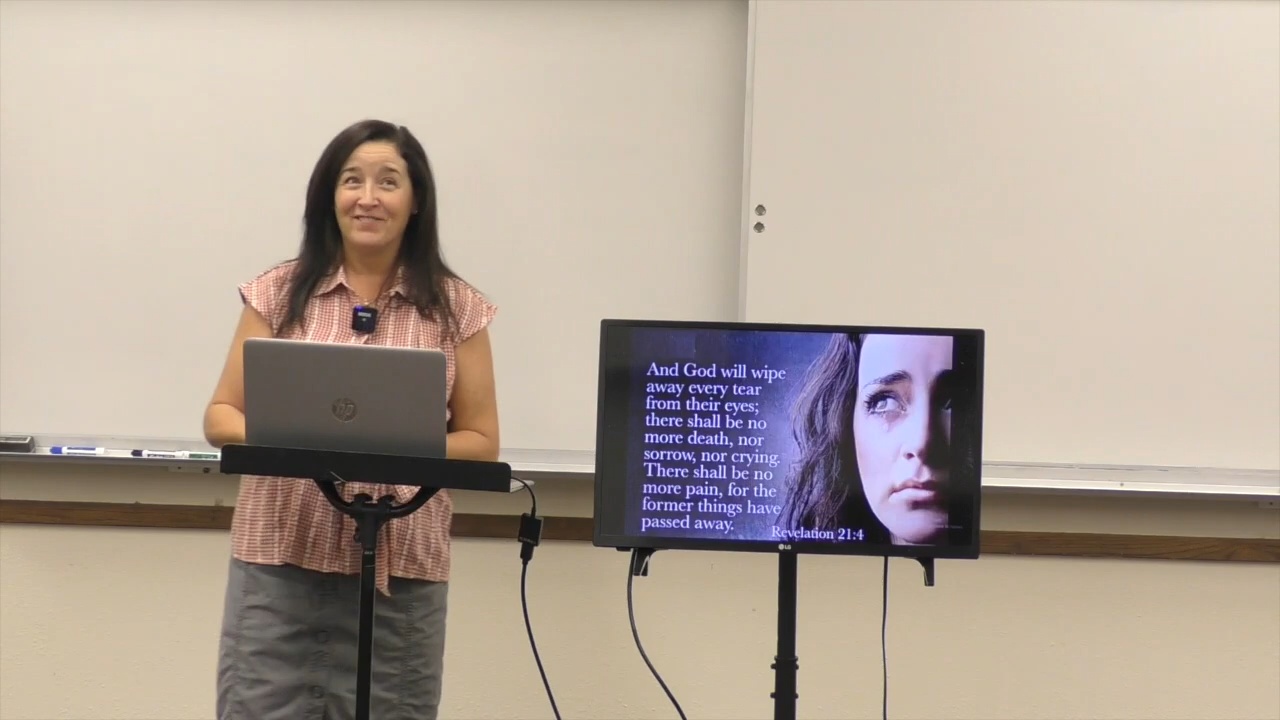 hp
And God will wipe
away every tear
from their eyes;
there shall be no
more death, nor
sorrow, nor crying.
There shall be no
more pain, for the
former things have
passed away.
Revelation 21:4
LG